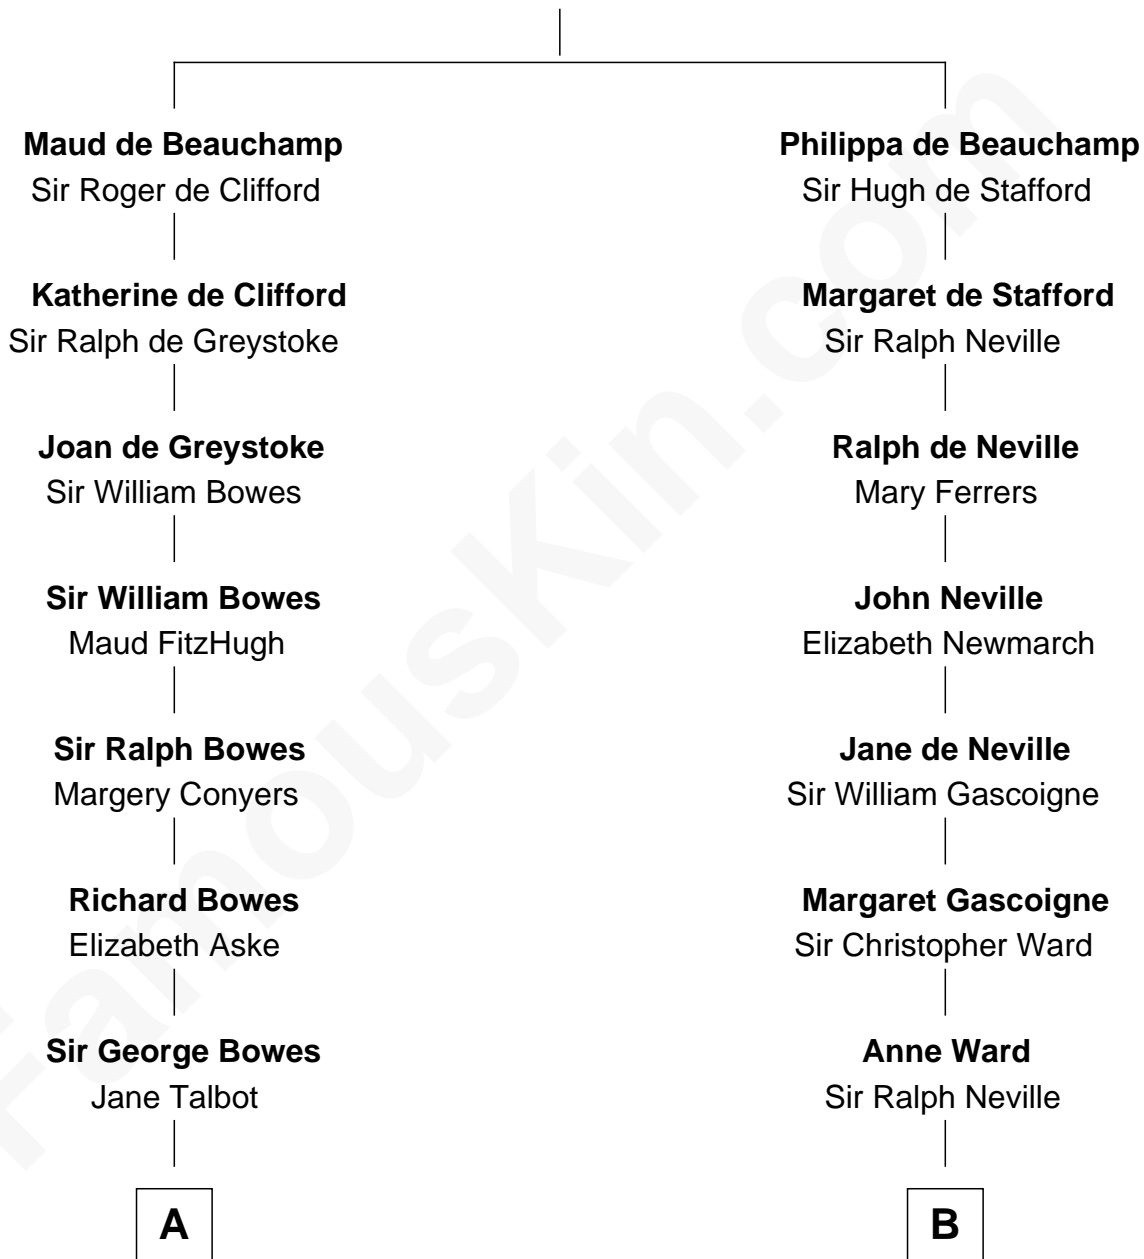 Maud de Beauchamp
Sir Roger de Clifford
Katherine de Clifford
Sir Ralph de Greystoke
Joan de Greystoke
Sir William Bowes
Sir William Bowes
Maud FitzHugh
Sir Ralph Bowes
Margery Conyers
Richard Bowes
Elizabeth Aske
Sir George Bowes
Jane Talbot
A
Philippa de Beauchamp
Sir Hugh de Stafford
Margaret de Stafford
Sir Ralph Neville
Ralph de Neville
Mary Ferrers
John Neville
Elizabeth Newmarch
Jane de Neville
Sir William Gascoigne
Margaret Gascoigne
Sir Christopher Ward
Anne Ward
Sir Ralph Neville
B
FamousKin.com